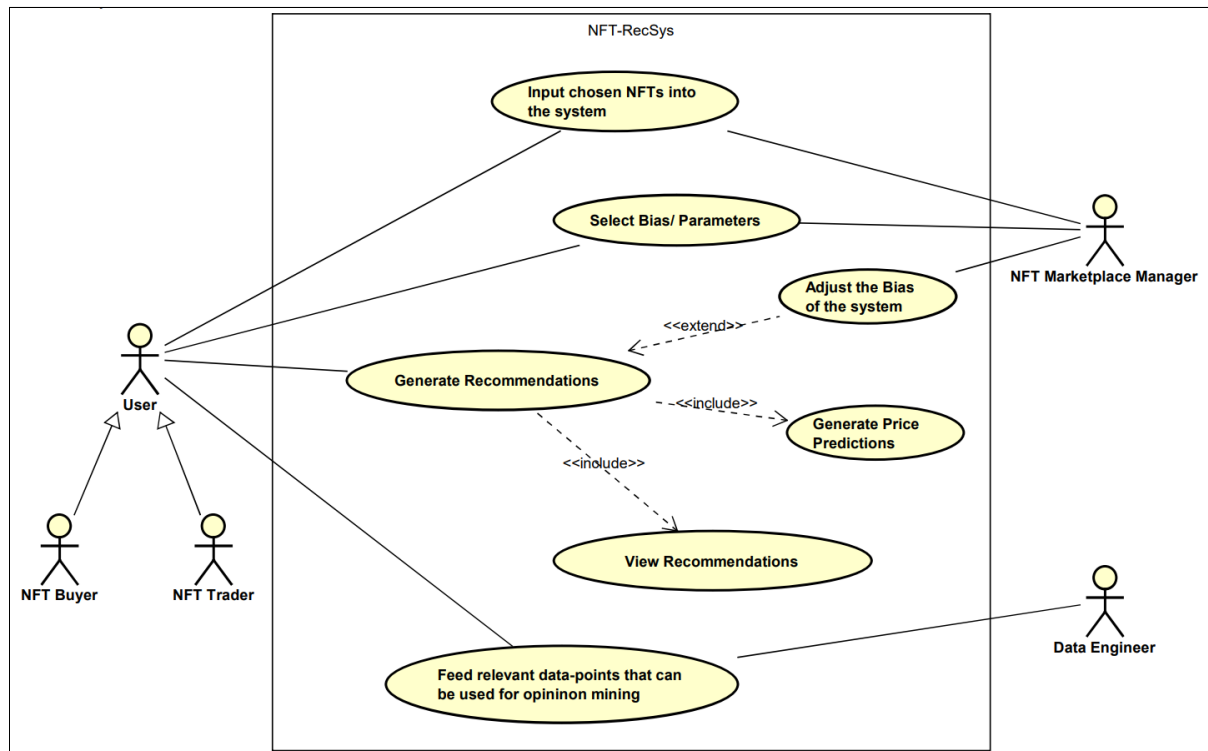 NFT-RecSys
Input chosen NFTs into
the system
Select Bias/ Parameters
NFT Marketplace Manager
Adjust the Bias
of the system
<<extend>>
Generate Recommendations
User
<<include>>
Generate Price
Predictions
<<include>>
View Recommendations
NFT Buyer
NFT Trader
Data Engineer
Feed relevant data-points that can
be used for opininon mining